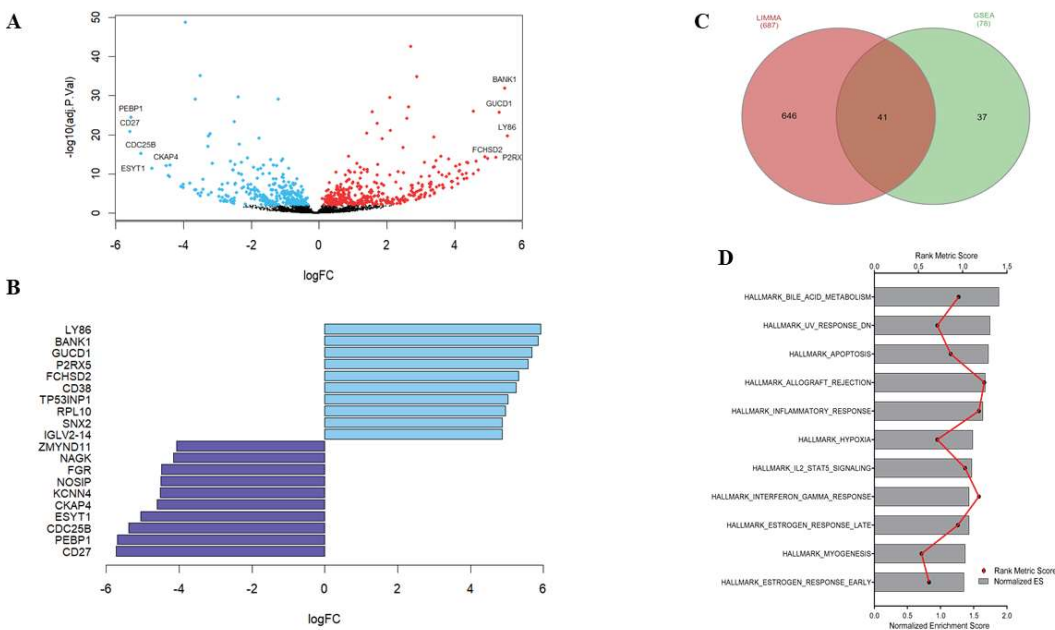 A
50
40
30
20
10
0
-log10(adj.P.Val)
PEBP1
CD27
CDC25B
CKAP4
ESYT1
BANK1
GUCD1
LY86
FCHSD2
P2RX
-6 -4 -2 0 2 4 6
logFC
B
LY86
BANK1
GUCD1
P2RX5
FCHSD2
CD38
TP53INP1
RPL10
SNX2
IGLV2-14
ZMYND11
NAGK
FGR
NOSIP
KCNN4
CKAP4
ESYT1
CDC25B
PEBP1
CD27
-6 -4 -2 0 2 4 6
logFC
C
LIMMA
(687)
GSEA
(78)
646 41 37
D
Rank Metric Score
0.0 0.5 1.0 1.5
HALLMARK_BILE_ACID_METABOLISM
HALLMARK_UV_RESPONSE_DN
HALLMARK_APOPTOSIS
HALLMARK_ALLOGRAFT_REJECTION
HALLMARK_INFLAMMATORY_RESPONSE
HALLMARK_HYPOXIA
HALLMARK_IL2_STAT5_SIGNALING
HALLMARK_INTERFERON_GAMMA_RESPONSE
HALLMARK_ESTROGEN_RESPONSE_LATE
HALLMARK_MYOGENESIS
HALLMARK_ESTROGEN_RESPONSE_EARLY
Rank Metric Score
Normalized ES
0.0 0.5 1.0 1.5 2.0
Normalized Enrichment Score